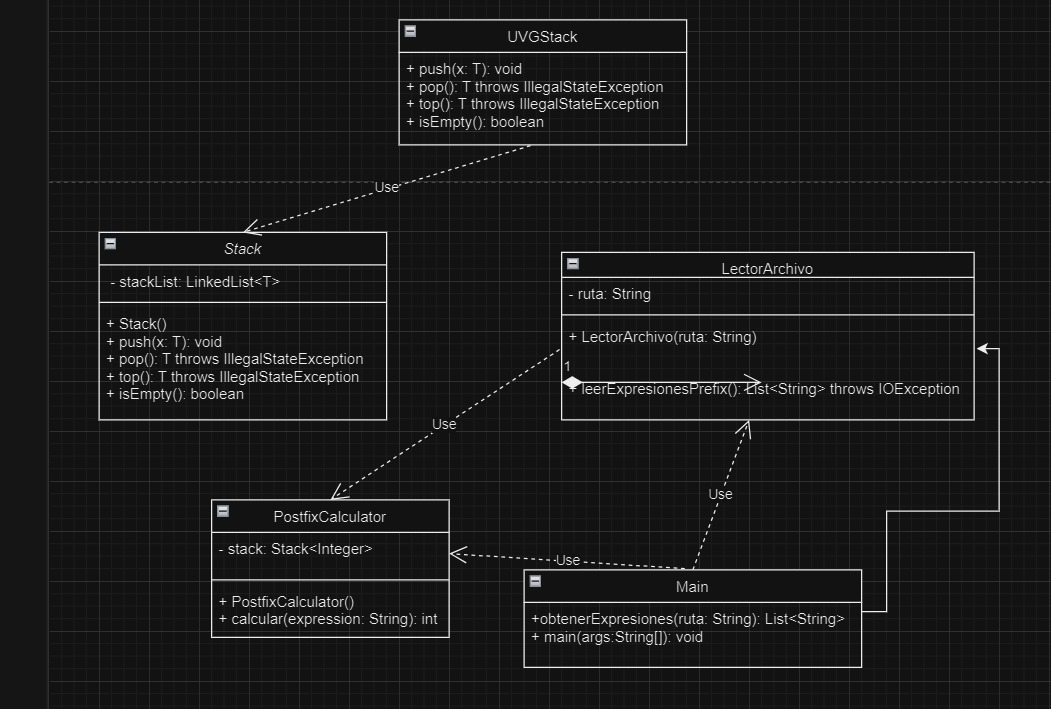 UVGStack
+ push(x: T): void
+ pop(): T throws IllegalStateException
+ top(): T throws IllegalStateException
+ isEmpty(): boolean
Use
Stack
- stackList: LinkedList<T>
+ Stack()
+ push(x: T): void
+ pop(): T throws IllegalStateException
+ top(): T throws IllegalStateException
+ isEmpty(): boolean
LectorArchivo
- ruta: String
+ LectorArchivo(ruta: String)
1
+ leerExpresionesPrefix(): List<String> throws IOException
Use
Use
PostfixCalculator
- stack: Stack<Integer>
+ PostfixCalculator()
+ calcular(expression: String): int
Use
Main
+obtenerExpresiones(ruta: String): List<String>
+ main(args:String[]): void